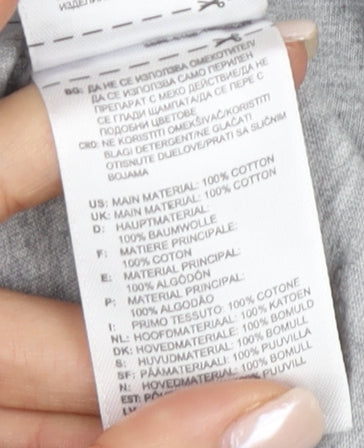 BG: ДА НЕ СЕ ИЗПОЛЗВА ОМЕКОТИТЕЛ/
ДА СЕ ИЗПОЛЗВА САМО ПЕРИЛЕН
ПРЕПАРАТ С МЕКО ДЕЙСТВИЕ/ДА НЕ
СЕ ГЛАДИ ЩАМПАТА/ДА СЕ ПЕРЕ С
ПОДОБНИ ЦВЕТОВЕ
CRO: NE KORISTITI OMEKŠIVAČ/KORISTITI
BLAGI DETERGENT/NE GLAČATI
OTISNUTE DIJELOVE/PRATI SA SLIČNIM
BOJAMA
US: MAIN MATERIAL: 100% COTTON
UK: MAIN MATERIAL: 100% COTTON
D: HAUPTMATERIAL:
100% BAUMWOLLE
F: MATIERE PRINCIPALE:
100% COTON
E: MATERIAL PRINCIPAL:
100% ALGODÓN
P: MATERIAL PRINCIPAL:
100% ALGODÃO
I: PRIMO TESSUTO: 100% COTONE
NL: HOOFDMATERIAAL: 100% KATOEN
DK: HOVEDMATERIALE: 100% BOMULD
S: HUVUDMATERIAL: 100% BOMULL
SF: PÄÄMATERIAALI: 100% PUUVILLA
N: HOVEDMATERIAL: 100% BOMULL
EST: 100% PUUVILL